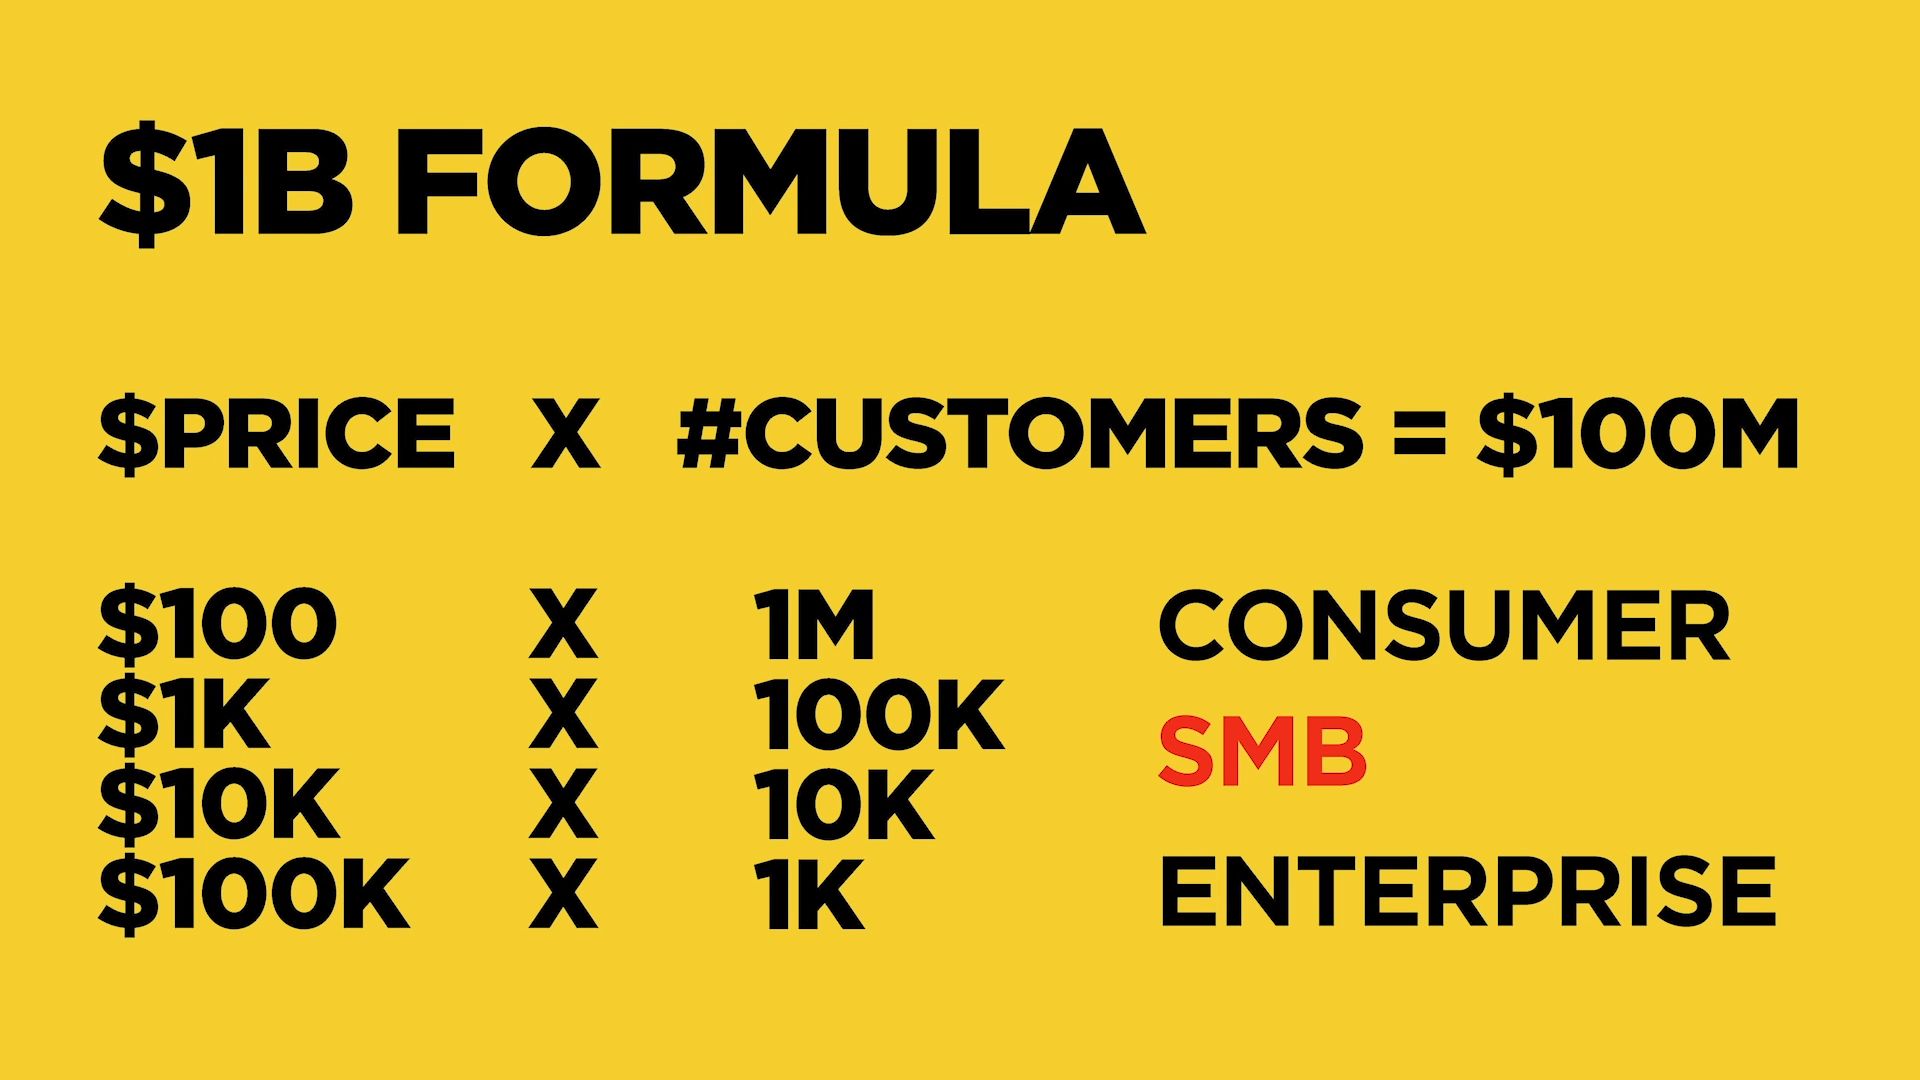 $1B FORMULA
$PRICE X #CUSTOMERS = $100M
$100 X 1M CONSUMER
$1K X 100K
SMB
$10K X 10K
$100K X 1K ENTERPRISE